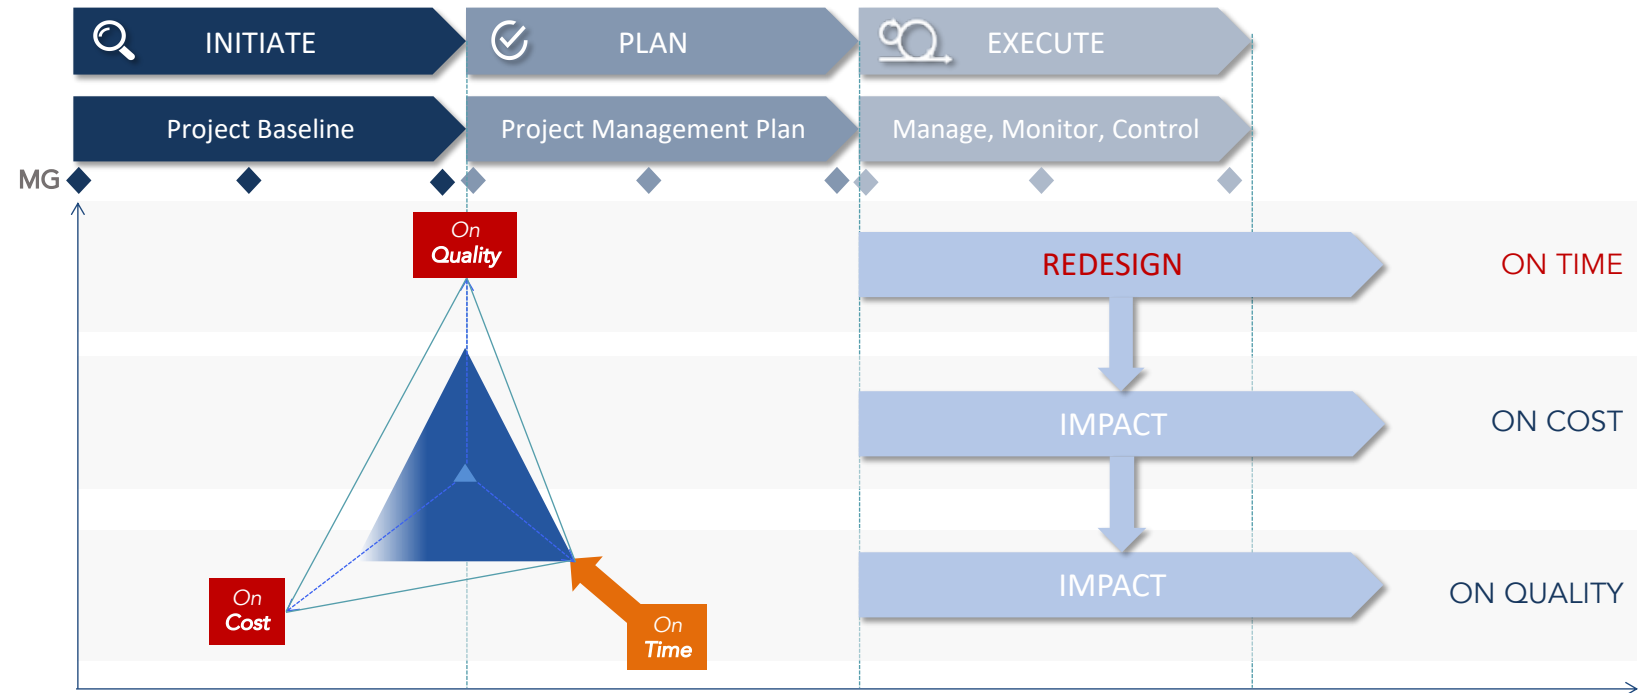 INITIATE
PLAN
EXECUTE
Project Baseline
Project Management Plan
Manage, Monitor, Control
MG
On
Quality
REDESIGN
ON TIME
IMPACT
ON COST
IMPACT
ON QUALITY
On
Cost
On
Time